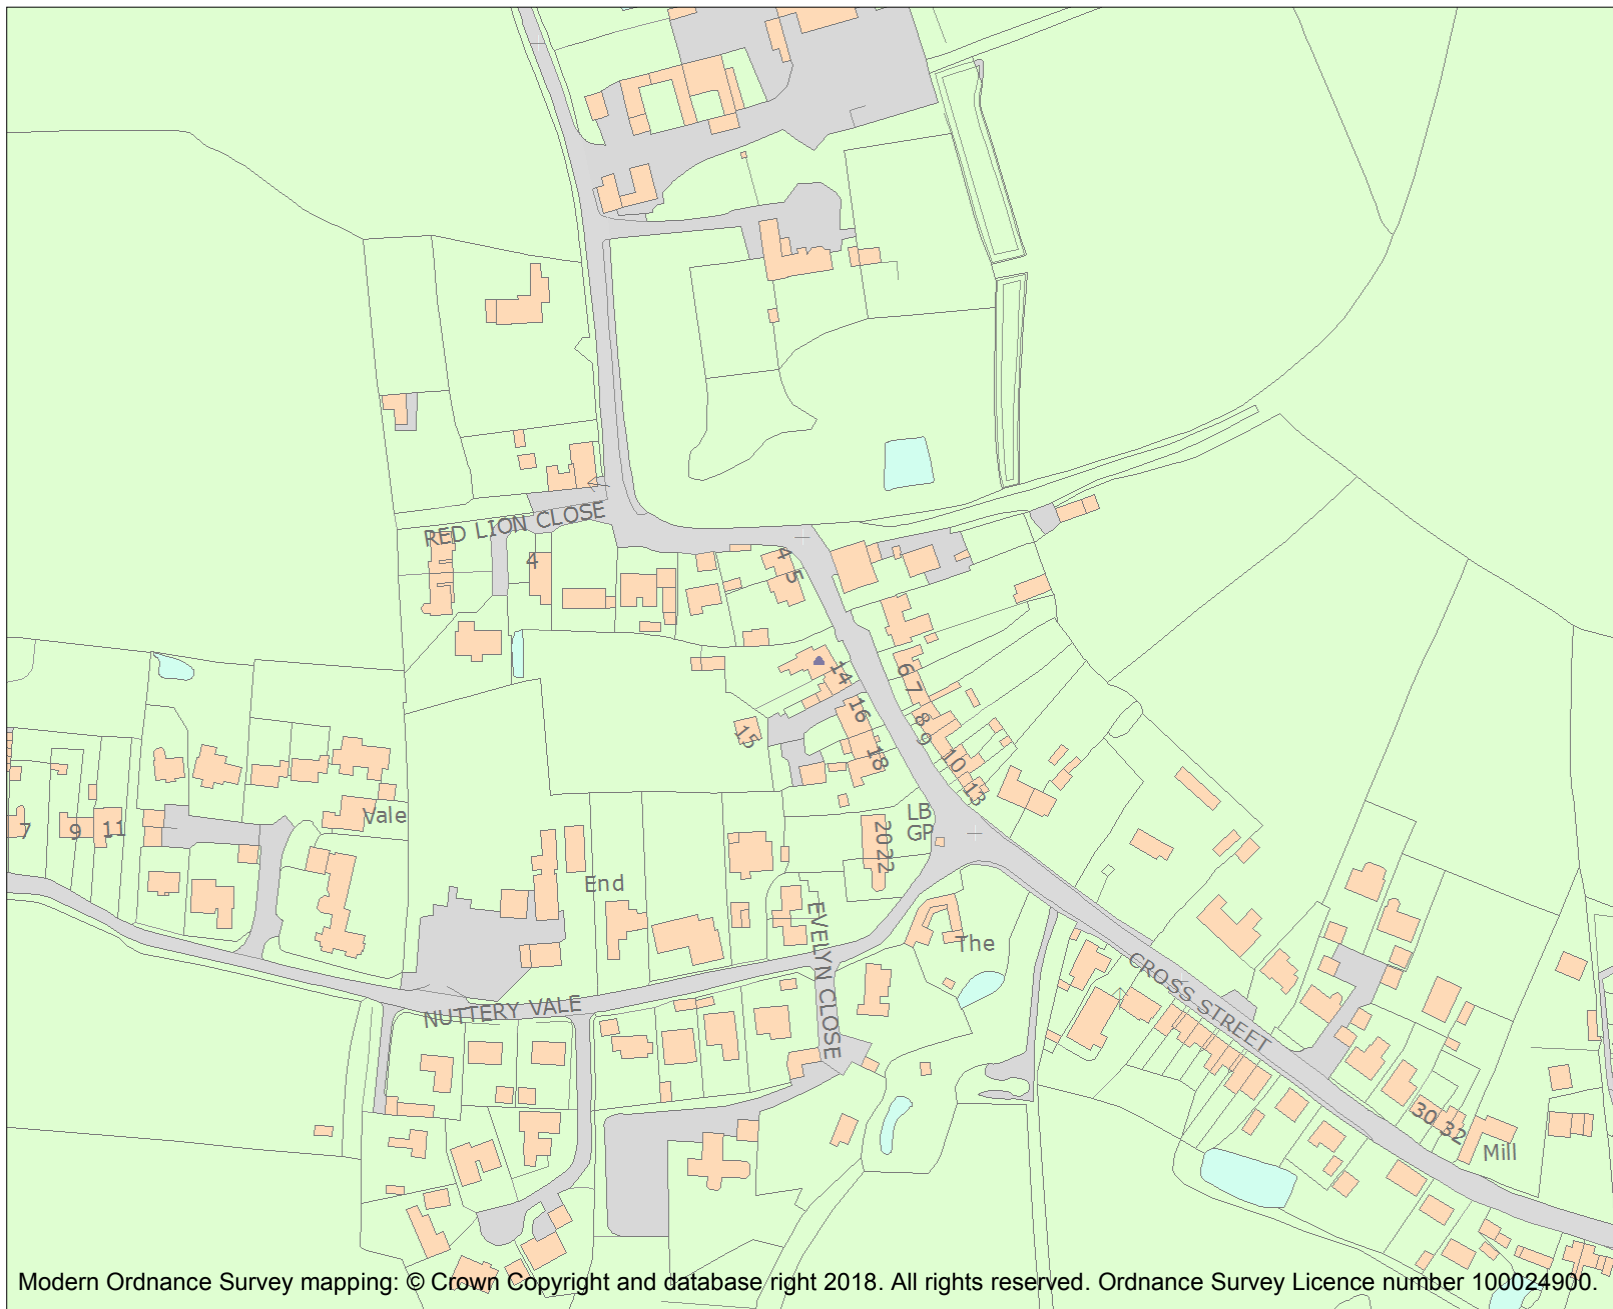 RED LION CLOSE
4
4
5
14
6
7
16
8
9
15
18
10
13
Vale
LB
GP
7
9
11
20
22
End
EVELYN CLOSE
The
CROSS STREET
NUTTERY VALE
30
32
Mill
Modern Ordnance Survey mapping: © Crown Copyright and database right 2018. All rights reserved. Ordnance Survey Licence number 100024900.